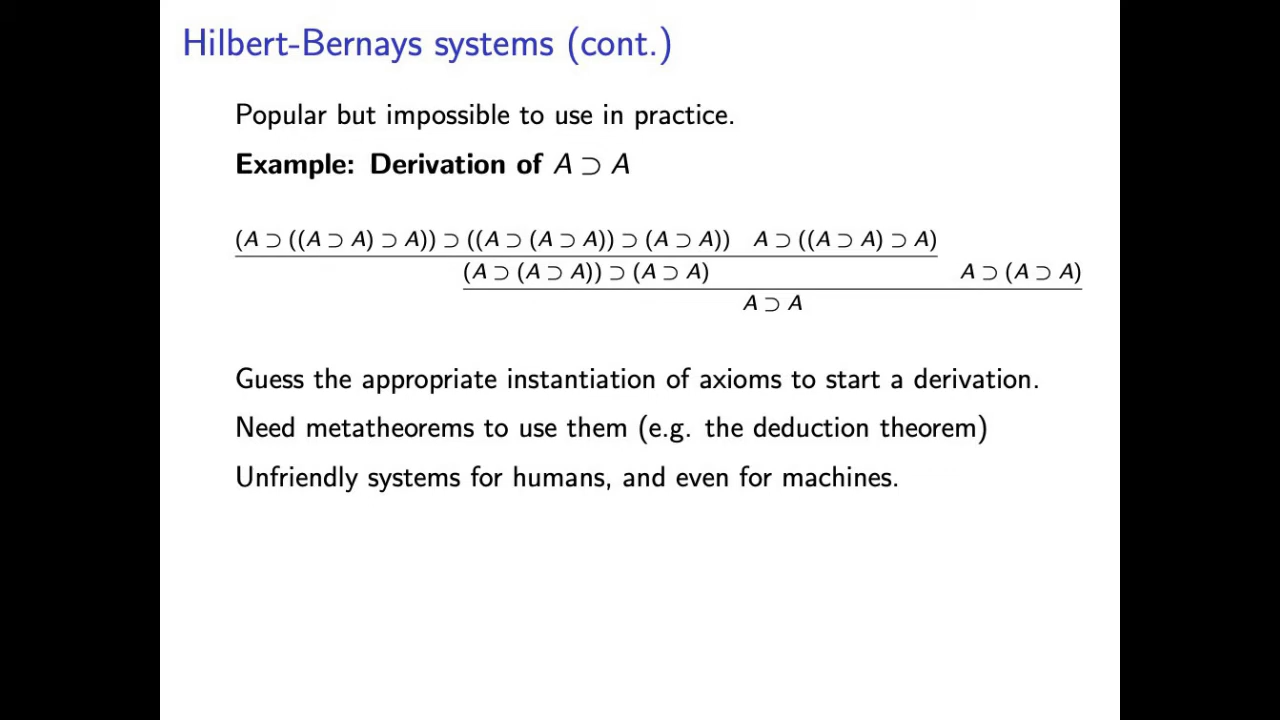 Hilbert-Bernays systems (cont.)
Popular but impossible to use in practice.
Example: Derivation of A ⊃ A
(A ⊃ ((A ⊃ A) ⊃ A)) ⊃ ((A ⊃ (A ⊃ A)) ⊃ (A ⊃ A)) A ⊃ ((A ⊃ A) ⊃ A)
(A ⊃ (A ⊃ A)) ⊃ (A ⊃ A) A ⊃ (A ⊃ A)
A ⊃ A
Guess the appropriate instantiation of axioms to start a derivation.
Need metatheorems to use them (e.g. the deduction theorem)
Unfriendly systems for humans, and even for machines.